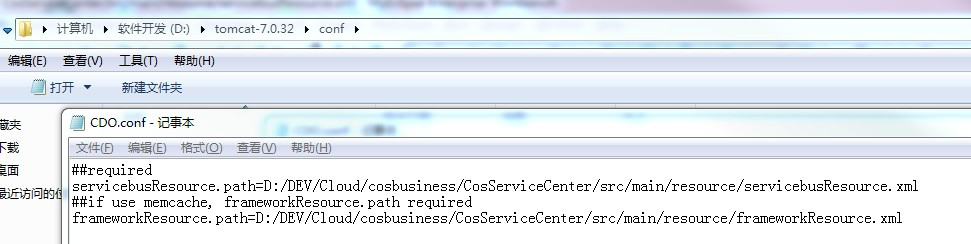 计算机 ▸ 软件开发 (D:) ▸ tomcat-7.0.32 ▸ conf ▸
编辑(E) 查看(V) 工具(T) 帮助(H)
打开 新建文件夹
CDO.conf - 记事本
文件(F) 编辑(E) 格式(O) 查看(V) 帮助(H)
藏夹
下载
桌面
最近访问的位
##required
servicebusResource.path=D:/DEV/Cloud/cosbusiness/CosServiceCenter/src/main/resource/servicebusResource.xml
##if use memcache, frameworkResource.path required
frameworkResource.path=D:/DEV/Cloud/cosbusiness/CosServiceCenter/src/main/resource/frameworkResource.xml